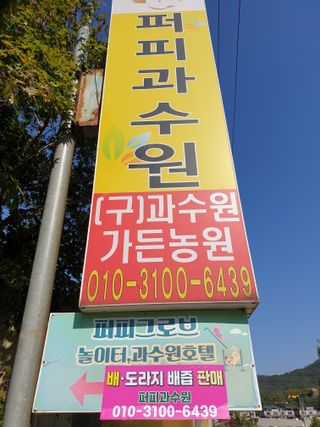 퍼피과수원
(구)과수원
가든농원
010-3100-6439
퍼피그로브
놀이터,과수원호텔
배·도라지 배즙 판매
퍼피과수원
010-3100-6439